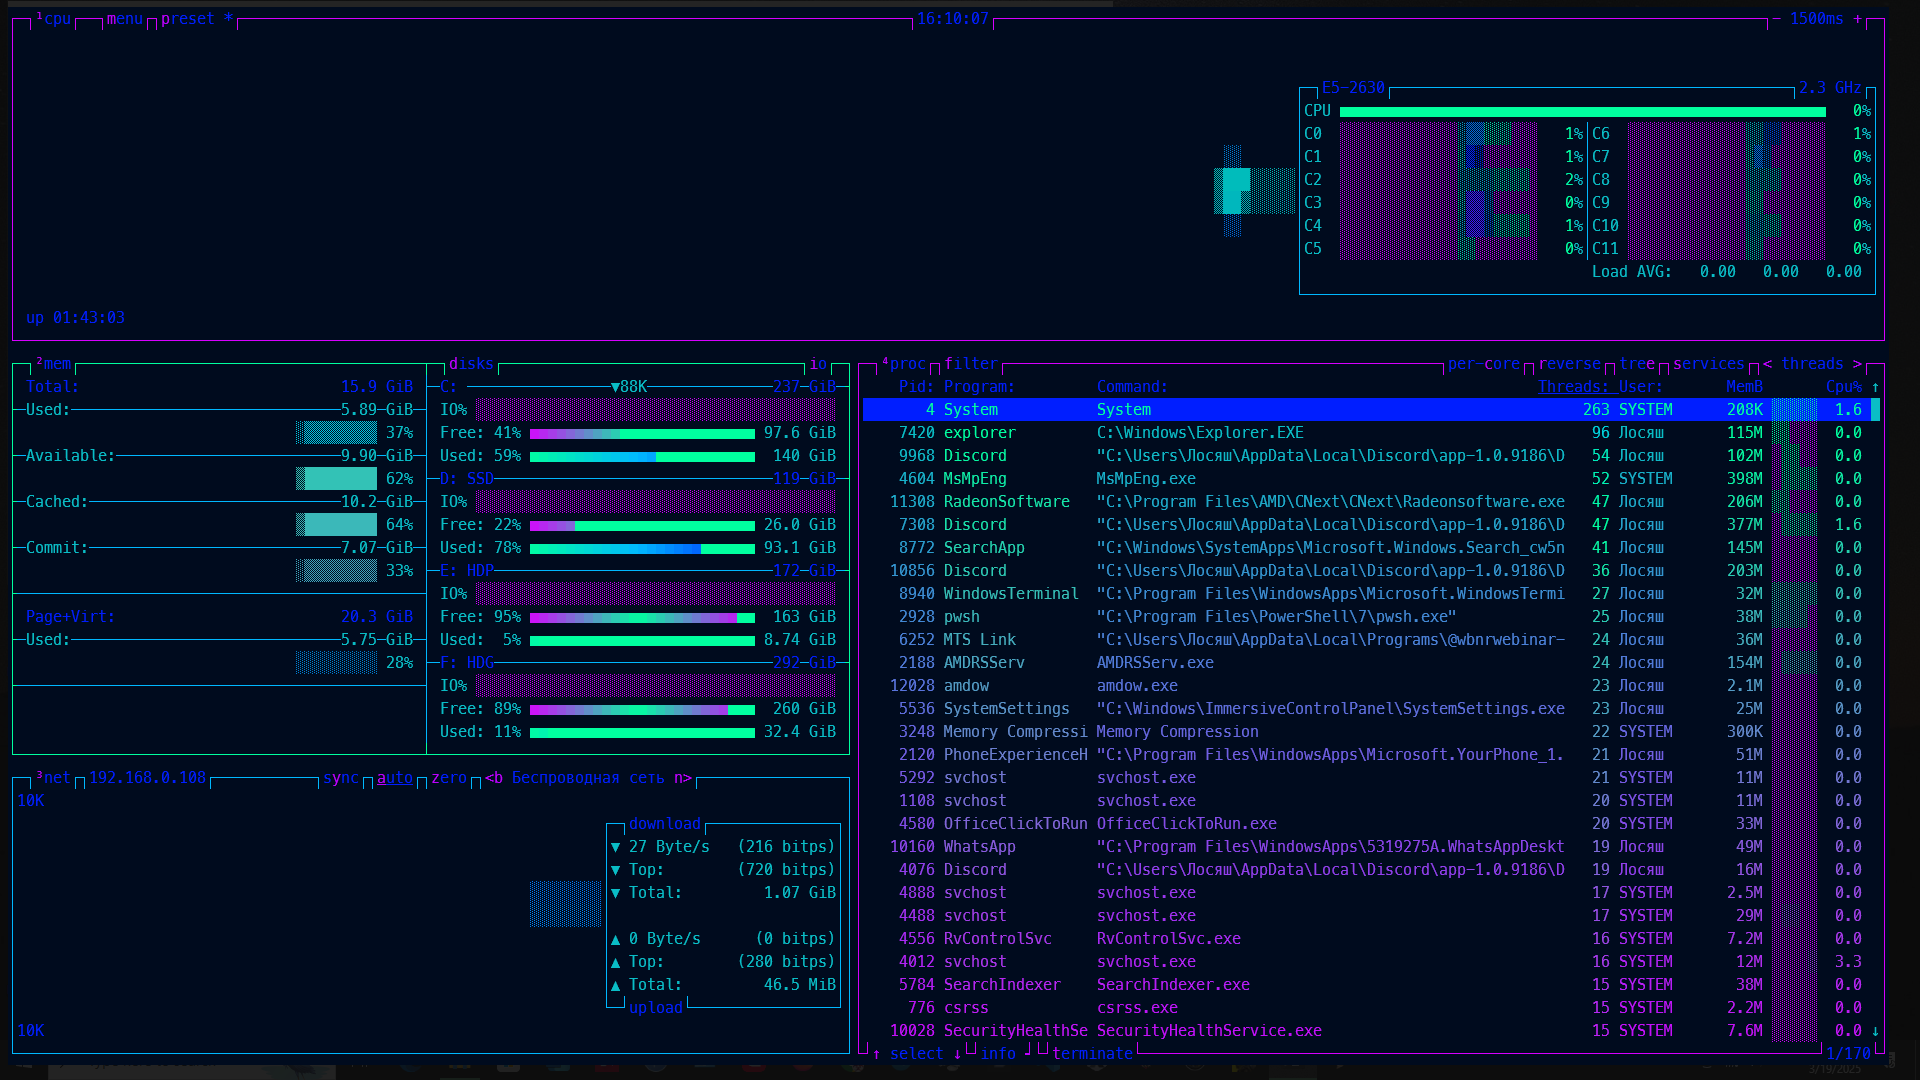 ¹cpu menu preset * 16:10:07 - 1500ms +
E5-2630 2.3 GHz
CPU 0%
C0 1% C6 1%
C1 1% C7 0%
C2 2% C8 0%
C3 0% C9 0%
C4 1% C10 0%
C5 0% C11 0%
Load AVG: 0.00 0.00 0.00
up 01:43:03
²mem
Total: 15.9 GiB
Used: 5.89 GiB
37%
Available: 9.90 GiB
62%
Cached: 10.2 GiB
64%
Commit: 7.07 GiB
33%
Page+Virt: 20.3 GiB
Used: 5.75 GiB
28%
disks io
C: ▼88K 237 GiB
IO%
Free: 41% 97.6 GiB
Used: 59% 140 GiB
D: SSD 119 GiB
IO%
Free: 22% 26.0 GiB
Used: 78% 93.1 GiB
E: HDP 172 GiB
IO%
Free: 95% 163 GiB
Used: 5% 8.74 GiB
F: HDG 292 GiB
IO%
Free: 89% 260 GiB
Used: 11% 32.4 GiB
³net 192.168.0.108 sync auto zero <b Беспроводная сеть n>
10K
download
▼ 27 Byte/s (216 bitps)
▼ Top: (720 bitps)
▼ Total: 1.07 GiB
▲ 0 Byte/s (0 bitps)
▲ Top: (280 bitps)
▲ Total: 46.5 MiB
upload
10K
⁴proc filter per-core reverse tree services < threads >
Pid: Program: Command: Threads: User: MemB Cpu% ↑
4 System System 263 SYSTEM 208K 1.6
7420 explorer C:\Windows\Explorer.EXE 96 Лосяш 115M 0.0
9968 Discord "C:\Users\Лосяш\AppData\Local\Discord\app-1.0.9186\D 54 Лосяш 102M 0.0
4604 MsMpEng MsMpEng.exe 52 SYSTEM 398M 0.0
11308 RadeonSoftware "C:\Program Files\AMD\CNext\CNext\Radeonsoftware.exe 47 Лосяш 206M 0.0
7308 Discord "C:\Users\Лосяш\AppData\Local\Discord\app-1.0.9186\D 47 Лосяш 377M 1.6
8772 SearchApp "C:\Windows\SystemApps\Microsoft.Windows.Search_cw5n 41 Лосяш 145M 0.0
10856 Discord "C:\Users\Лосяш\AppData\Local\Discord\app-1.0.9186\D 36 Лосяш 203M 0.0
8940 WindowsTerminal "C:\Program Files\WindowsApps\Microsoft.WindowsTermi 27 Лосяш 32M 0.0
2928 pwsh "C:\Program Files\PowerShell\7\pwsh.exe" 25 Лосяш 38M 0.0
6252 MTS Link "C:\Users\Лосяш\AppData\Local\Programs\@wbnrwebinar- 24 Лосяш 36M 0.0
2188 AMDRSServ AMDRSServ.exe 24 Лосяш 154M 0.0
12028 amdow amdow.exe 23 Лосяш 2.1M 0.0
5536 SystemSettings "C:\Windows\ImmersiveControlPanel\SystemSettings.exe 23 Лосяш 25M 0.0
3248 Memory Compressi Memory Compression 22 SYSTEM 300K 0.0
2120 PhoneExperienceH "C:\Program Files\WindowsApps\Microsoft.YourPhone_1. 21 Лосяш 51M 0.0
5292 svchost svchost.exe 21 SYSTEM 11M 0.0
1108 svchost svchost.exe 20 SYSTEM 11M 0.0
4580 OfficeClickToRun OfficeClickToRun.exe 20 SYSTEM 33M 0.0
10160 WhatsApp "C:\Program Files\WindowsApps\5319275A.WhatsAppDeskt 19 Лосяш 49M 0.0
4076 Discord "C:\Users\Лосяш\AppData\Local\Discord\app-1.0.9186\D 19 Лосяш 16M 0.0
4888 svchost svchost.exe 17 SYSTEM 2.5M 0.0
4488 svchost svchost.exe 17 SYSTEM 29M 0.0
4556 RvControlSvc RvControlSvc.exe 16 SYSTEM 7.2M 0.0
4012 svchost svchost.exe 16 SYSTEM 12M 3.3
5784 SearchIndexer SearchIndexer.exe 15 SYSTEM 38M 0.0
776 csrss csrss.exe 15 SYSTEM 2.2M 0.0
10028 SecurityHealthSe SecurityHealthService.exe 15 SYSTEM 7.6M 0.0 ↓
↑ select ↓ info ↲ terminate 1/170
3/19/2025